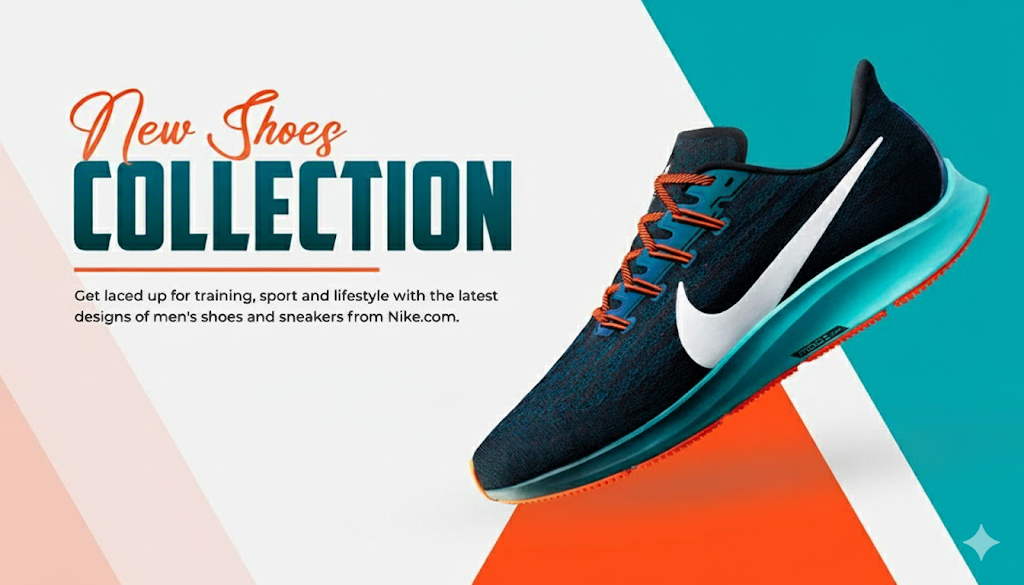 New Shoes
COLLECTION
Get laced up for training, sport and lifestyle with the latest
designs of men's shoes and sneakers from Nike.com.